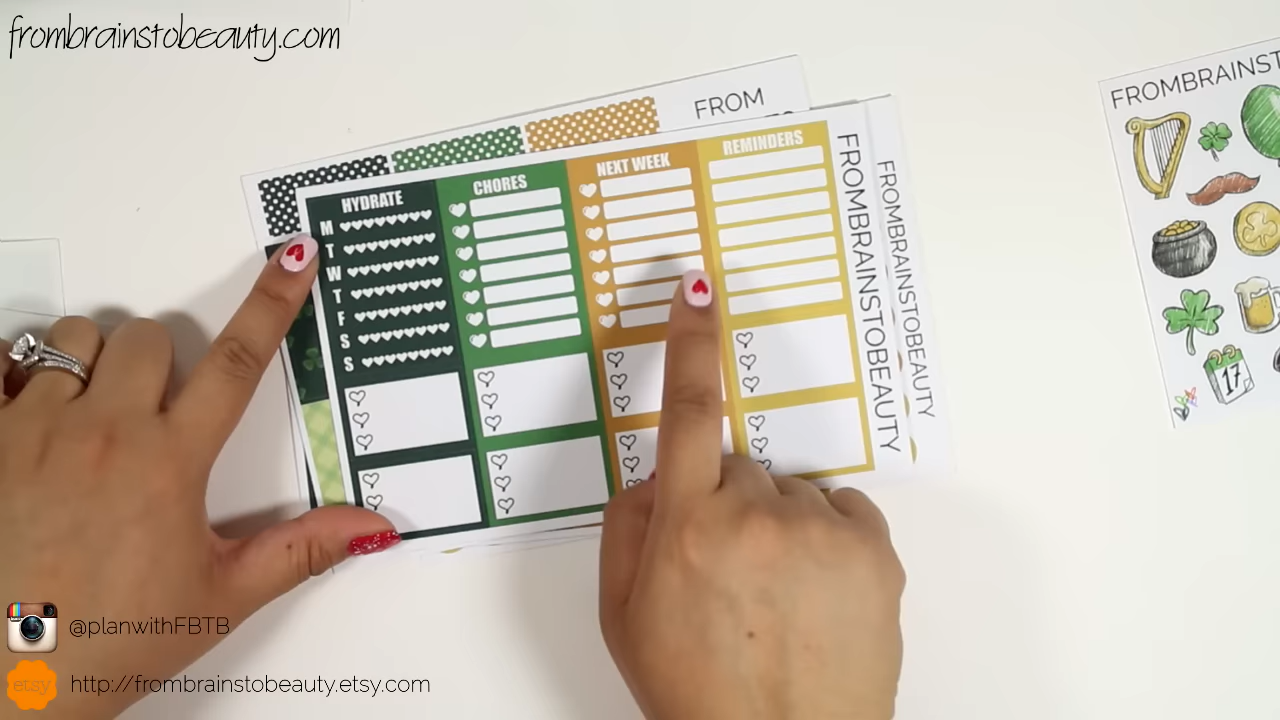 frombrainstobeauty.com
FROM
FROMBRAINST
HYDRATE
M
T
W
T
F
S
S
CHORES
NEXT WEEK
REMINDERS
FROMBRAINSTOBEAUTY
FROMBRAINSTOBEAUTY
17
@planwithFBTB
etsy
http://frombrainstobeauty.etsy.com